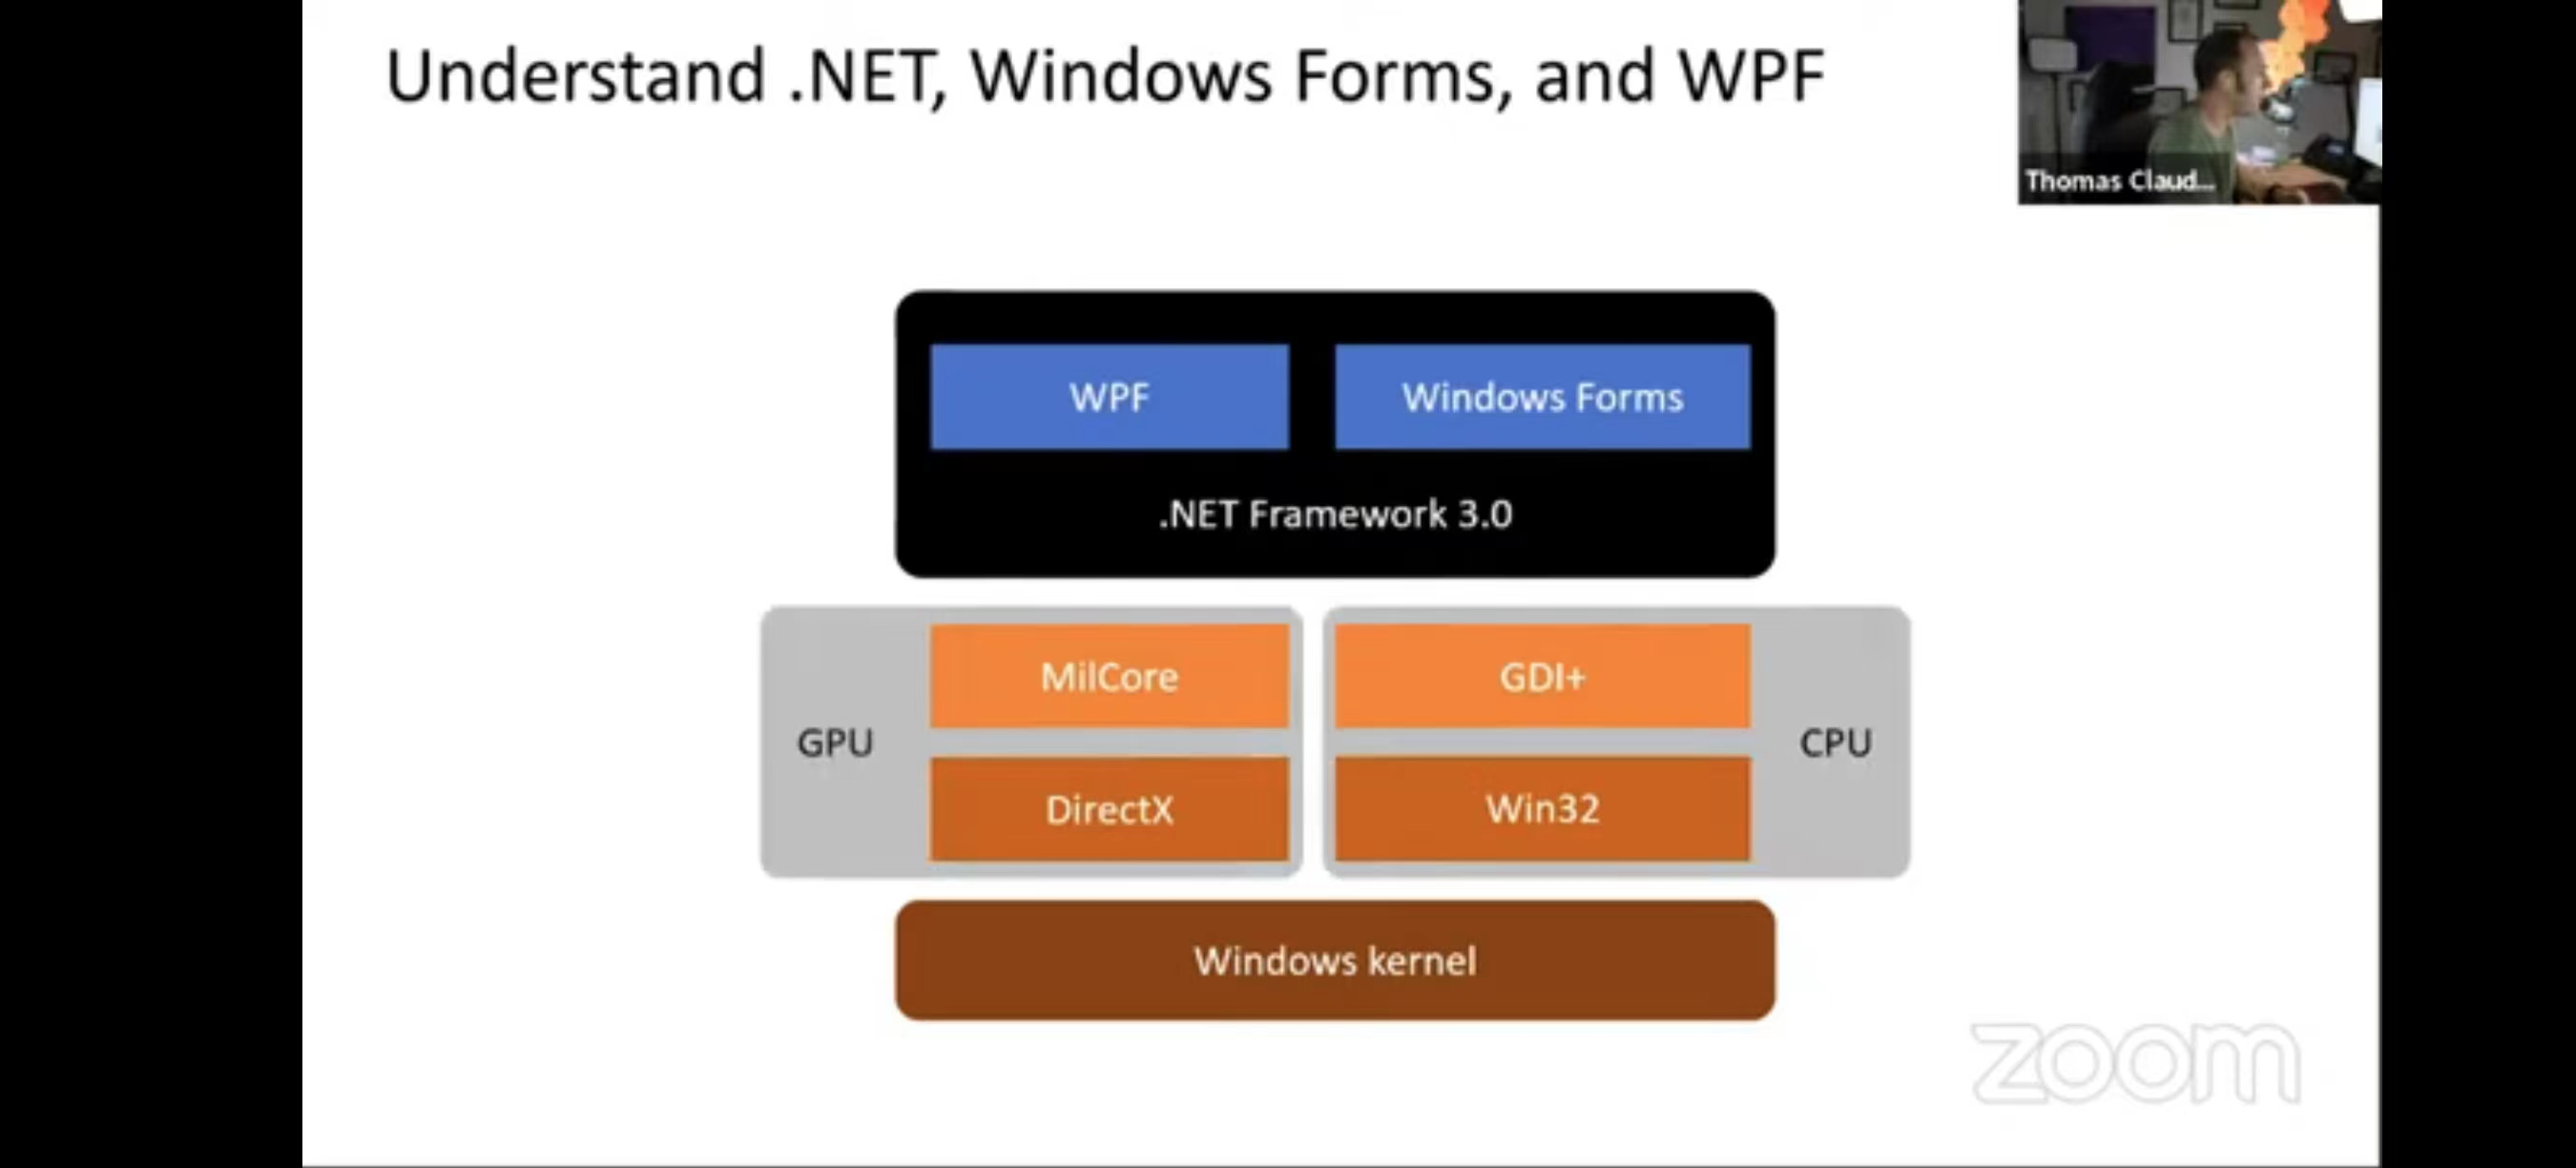 Understand .NET, Windows Forms, and WPF
Thomas Claud...
WPF
Windows Forms
.NET Framework 3.0
MilCore
GDI+
GPU
CPU
DirectX
Win32
Windows kernel
zoom